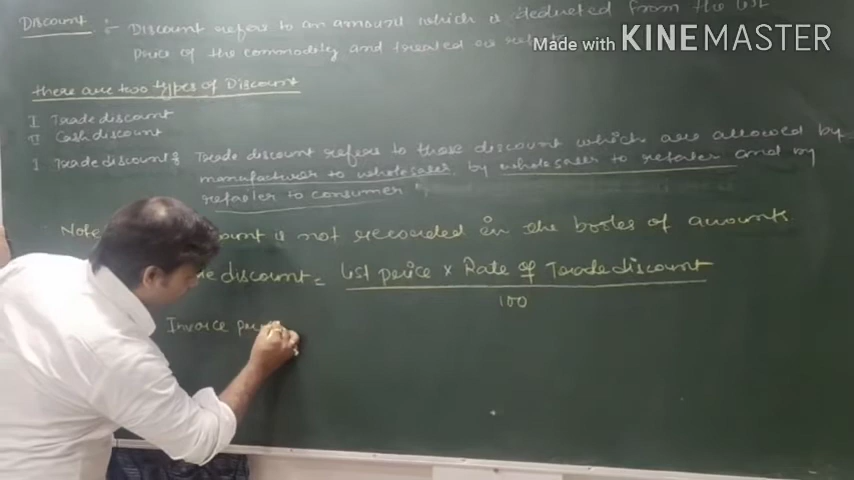 Discount :- Discount refers to an amount which is deducted from the list
price of the commodity and treated as
Made with KINEMASTER
there are two types of Discount
I Trade discount
II Cash discount
I Trade discount : Trade discount refers to those discount which are allowed by
manufacturer to wholesaler by wholesaler to retailer and by
retailer to consumer
Note ount is not recorded in the books of accounts.
de discount = list price × Rate of Trade discount
100
Invoice pri